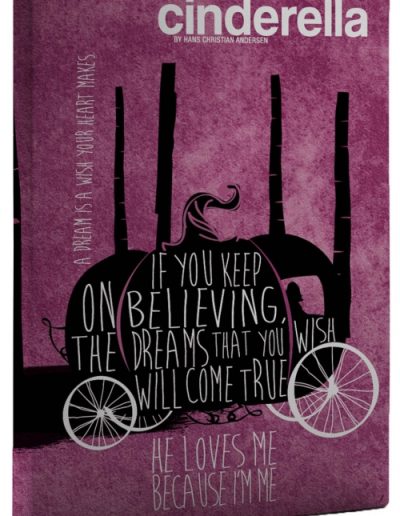 cinderella
BY HANS CHRISTIAN ANDERSEN
A DREAM IS A WISH YOUR HEART MAKES
IF YOU KEEP
ON BELIEVING,
THE DREAMS THAT YOU WISH
WILL COME TRUE
HE LOVES ME
BECAUSE I'M ME